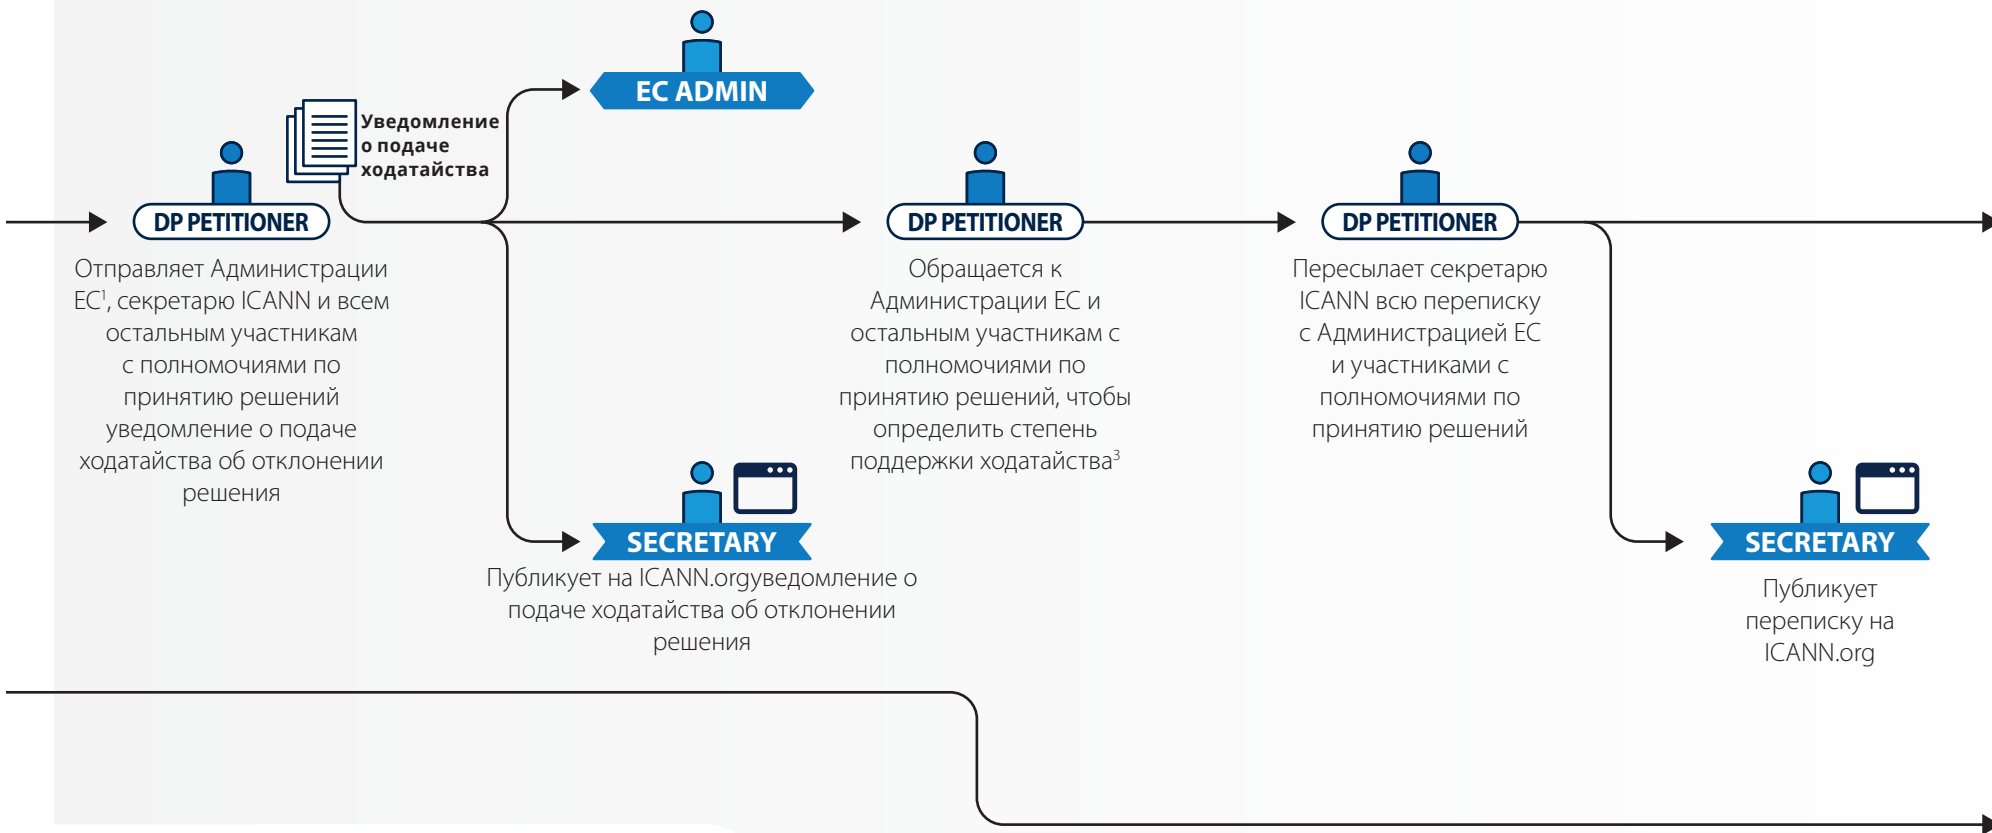 EC ADMIN
Уведомление
о подаче
ходатайства
DP PETITIONER
Отправляет Администрации
EC¹, секретарю ICANN и всем
остальным участникам
с полномочиями по
принятию решений
уведомление о подаче
ходатайства об отклонении
решения
DP PETITIONER
Обращается к
Администрации EC и
остальным участникам с
полномочиями по
принятию решений, чтобы
определить степень
поддержки ходатайства³
DP PETITIONER
Пересылает секретарю
ICANN всю переписку
с Администрацией EC
и участниками с
полномочиями по
принятию решений
SECRETARY
Публикует на ICANN.orgуведомление о
подаче ходатайства об отклонении
решения
SECRETARY
Публикует
переписку на
ICANN.org